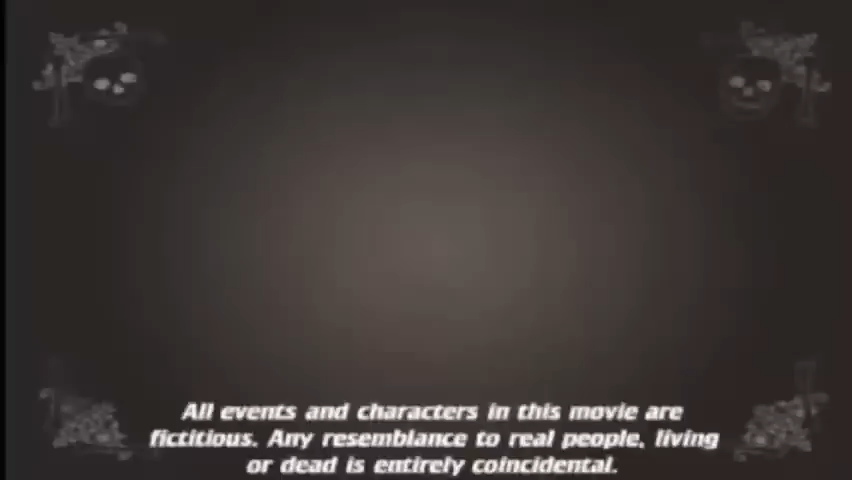 All events and characters in this movie are
fictitious. Any resemblance to real people, living
or dead is entirely coincidental.